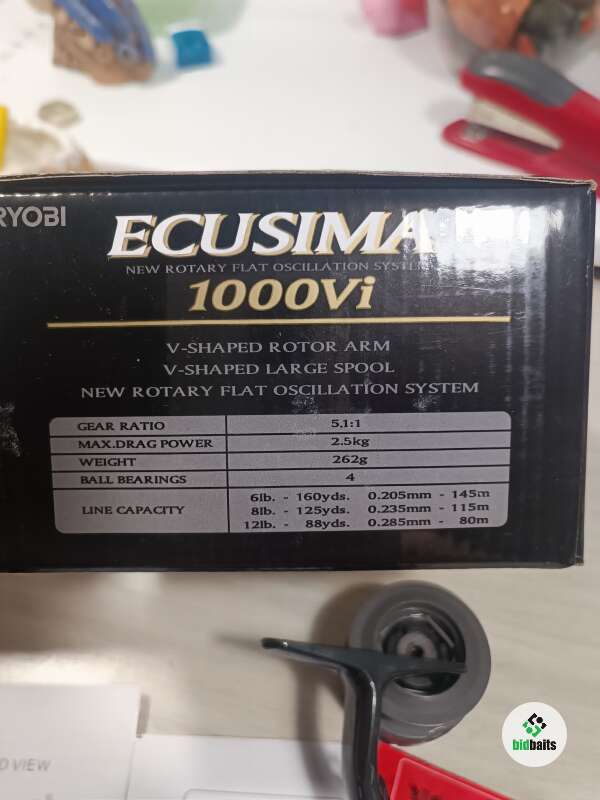 RYOBI
ECUSIMA
NEW ROTARY FLAT OSCILLATION SYSTEM
1000Vi
V-SHAPED ROTOR ARM
V-SHAPED LARGE SPOOL
NEW ROTARY FLAT OSCILLATION SYSTEM
GEAR RATIO 5.1:1
MAX.DRAG POWER 2.5kg
WEIGHT 262g
BALL BEARINGS 4
LINE CAPACITY
6lb. - 160yds. 0.205mm - 145m
8lb. - 125yds. 0.235mm - 115m
12lb. - 88yds. 0.285mm - 80m
D VIEW
bidbaits